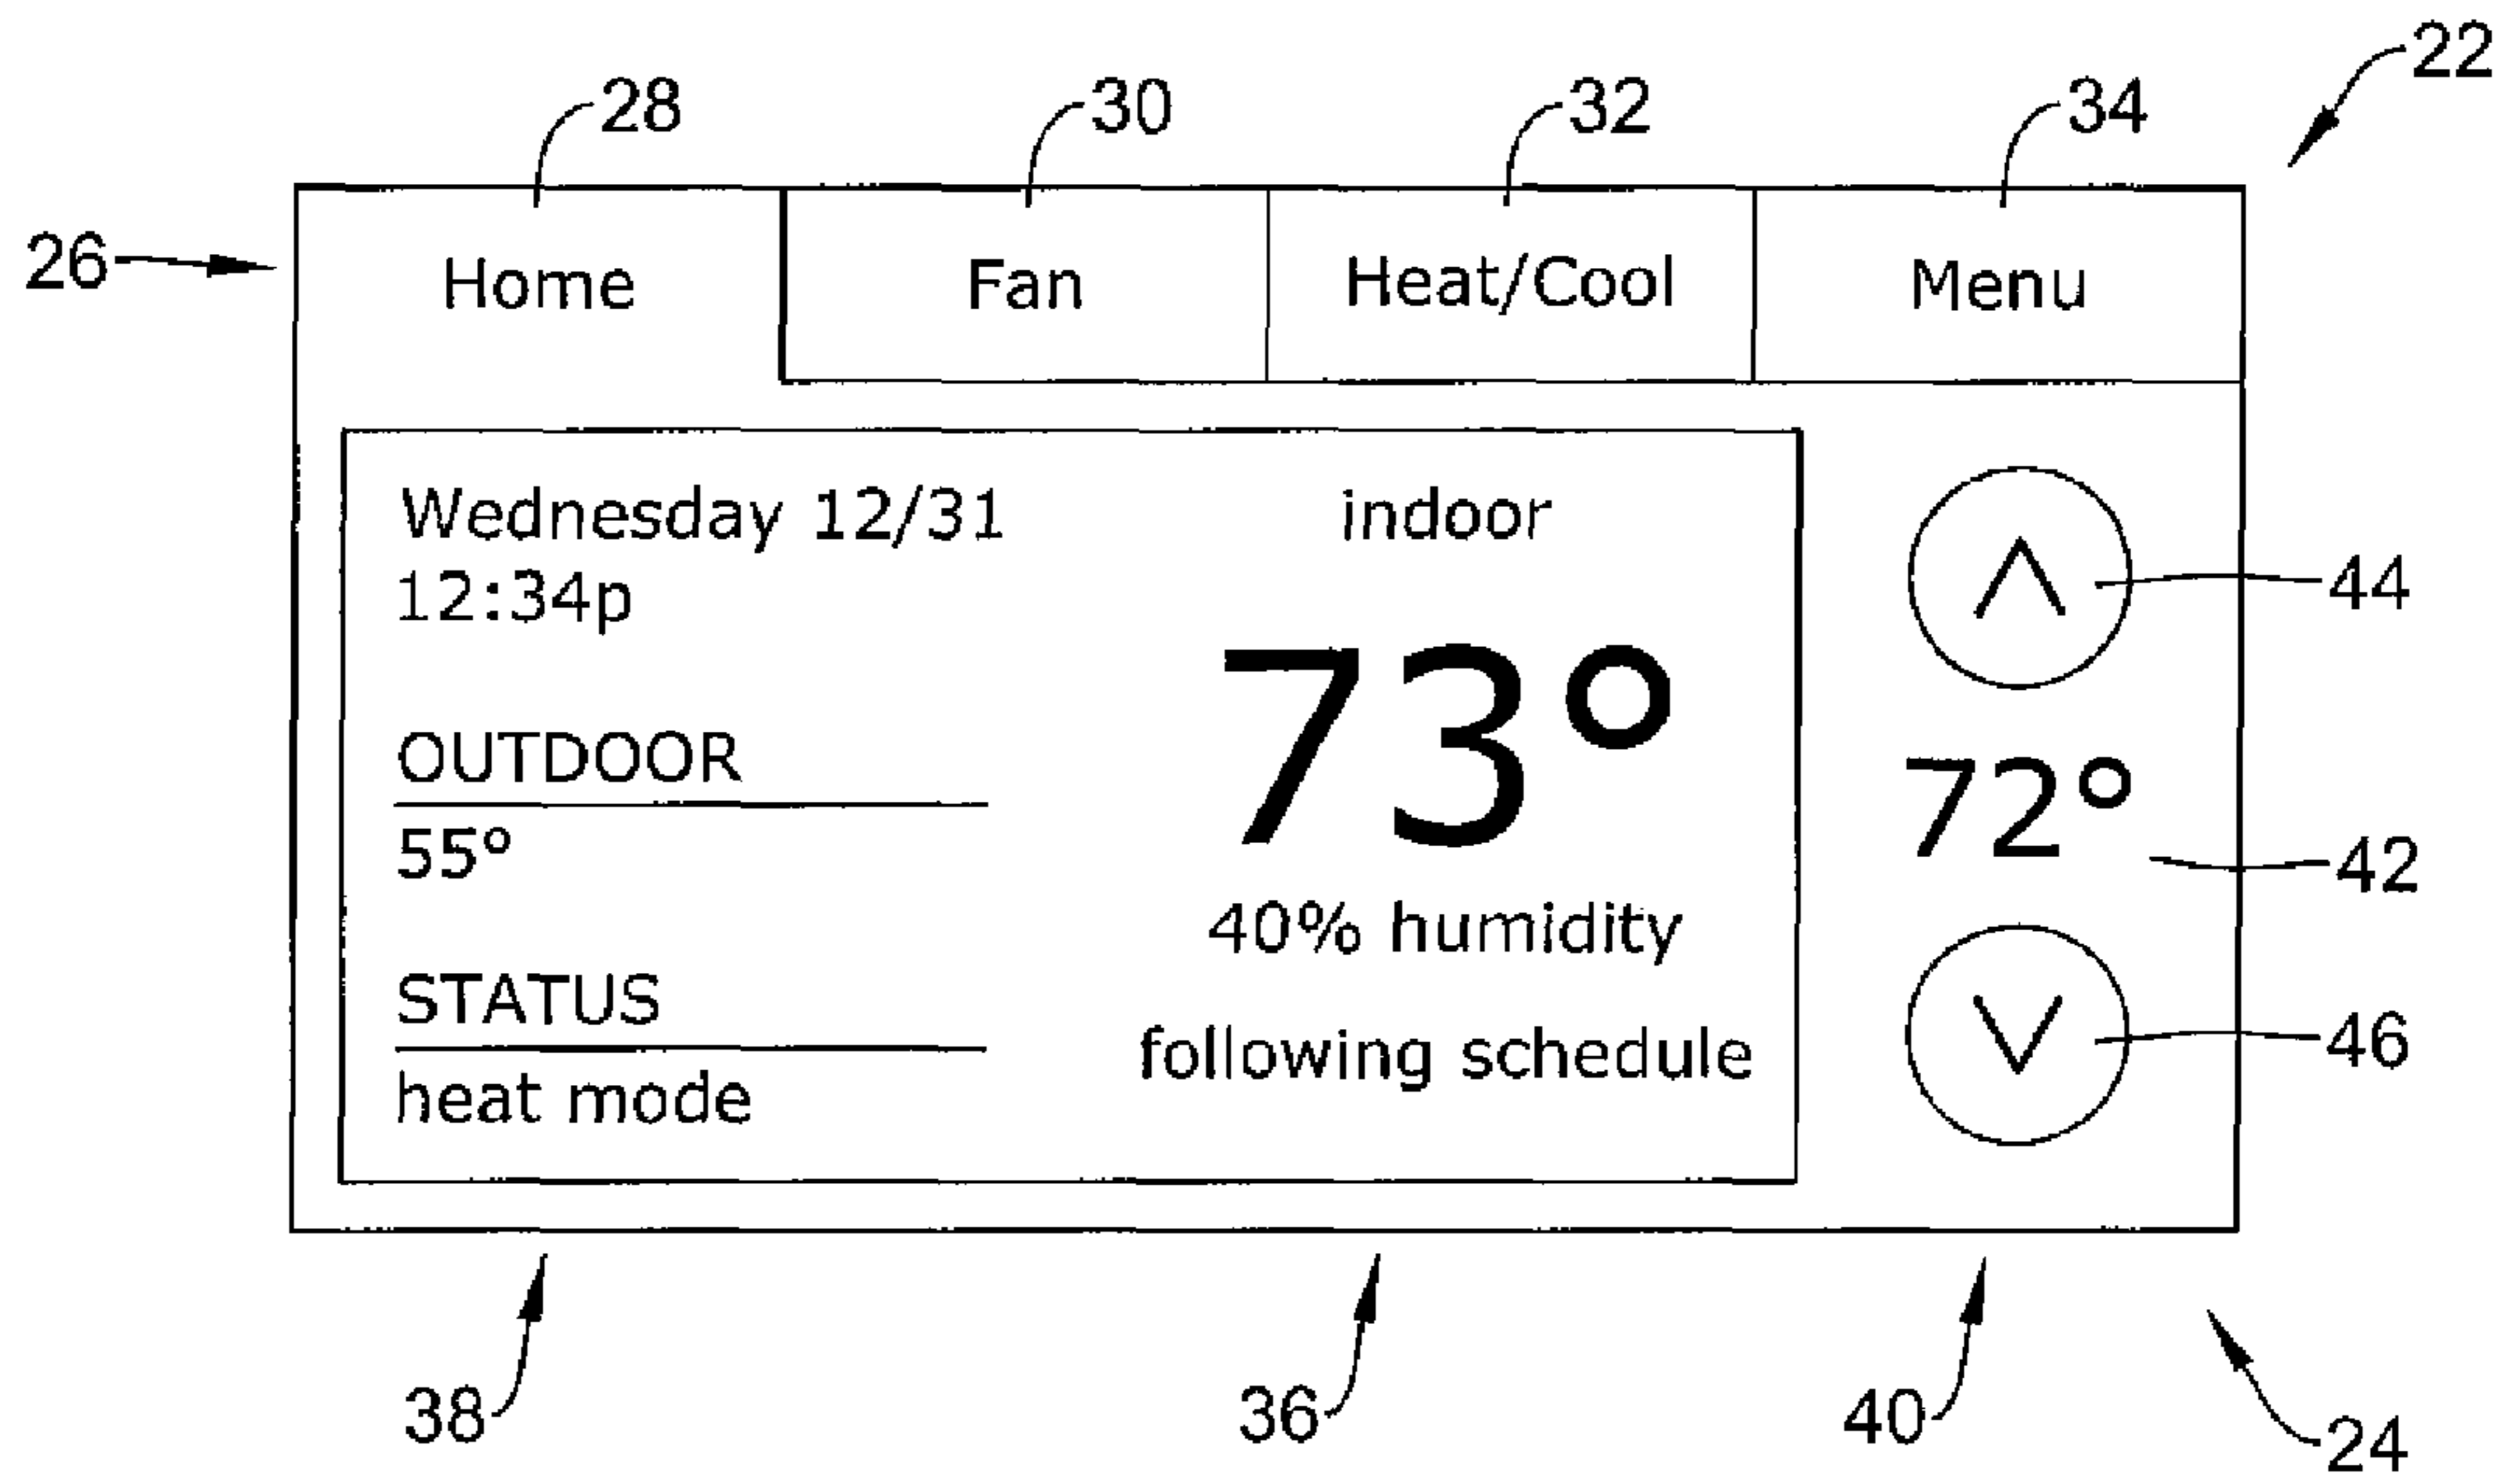 22
28 30 32 34
26
Home Fan Heat/Cool Menu
Wednesday 12/31
12:34p
OUTDOOR
55°
STATUS
heat mode
indoor
73°
40% humidity
following schedule
44
72°
42
46
38 36 40 24